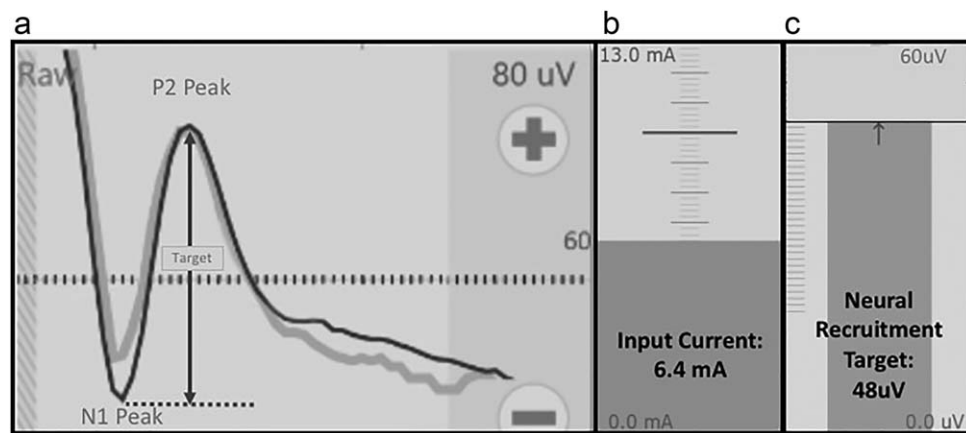 a
Raw
P2 Peak
80 uV
Target
60
N1 Peak
b
13.0 mA
Input Current:
6.4 mA
0.0 mA
c
60uV
Neural
Recruitment
Target:
48uV
0.0 uV